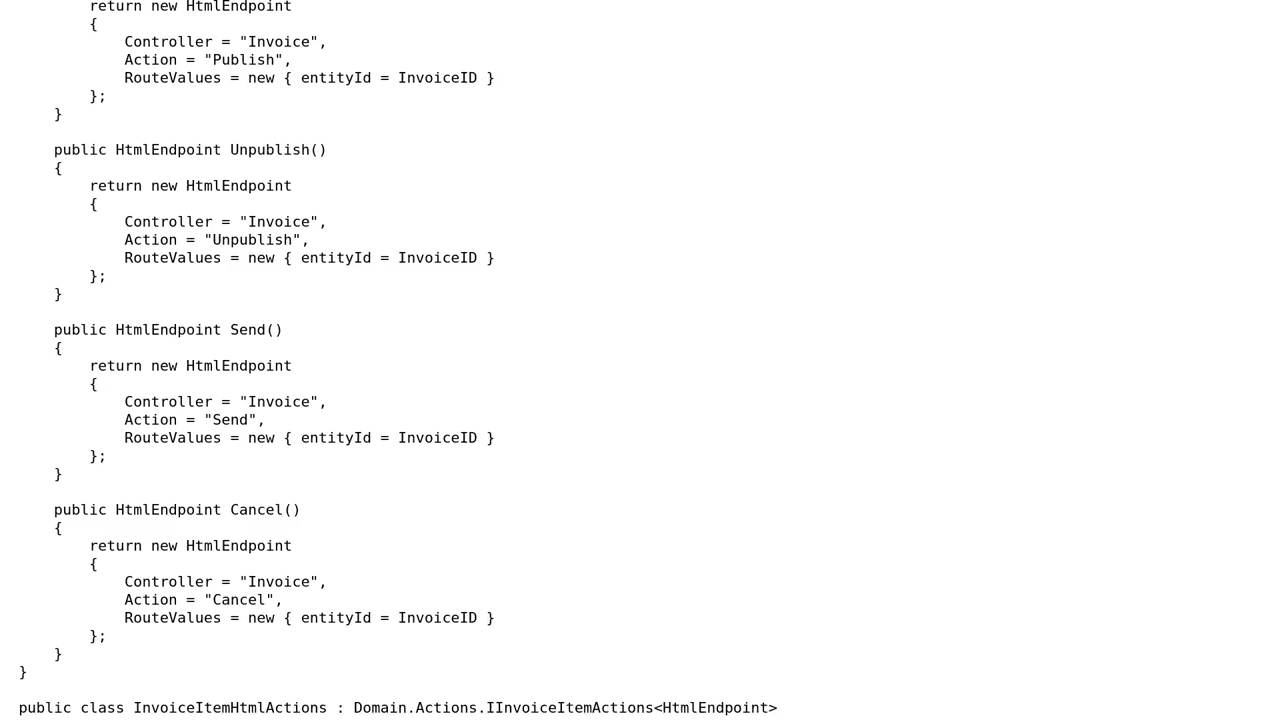 return new HtmlEndpoint
        {
            Controller = "Invoice",
            Action = "Publish",
            RouteValues = new { entityId = InvoiceID }
        };
    }

    public HtmlEndpoint Unpublish()
    {
        return new HtmlEndpoint
        {
            Controller = "Invoice",
            Action = "Unpublish",
            RouteValues = new { entityId = InvoiceID }
        };
    }

    public HtmlEndpoint Send()
    {
        return new HtmlEndpoint
        {
            Controller = "Invoice",
            Action = "Send",
            RouteValues = new { entityId = InvoiceID }
        };
    }

    public HtmlEndpoint Cancel()
    {
        return new HtmlEndpoint
        {
            Controller = "Invoice",
            Action = "Cancel",
            RouteValues = new { entityId = InvoiceID }
        };
    }
}

public class InvoiceItemHtmlActions : Domain.Actions.IInvoiceItemActions<HtmlEndpoint>